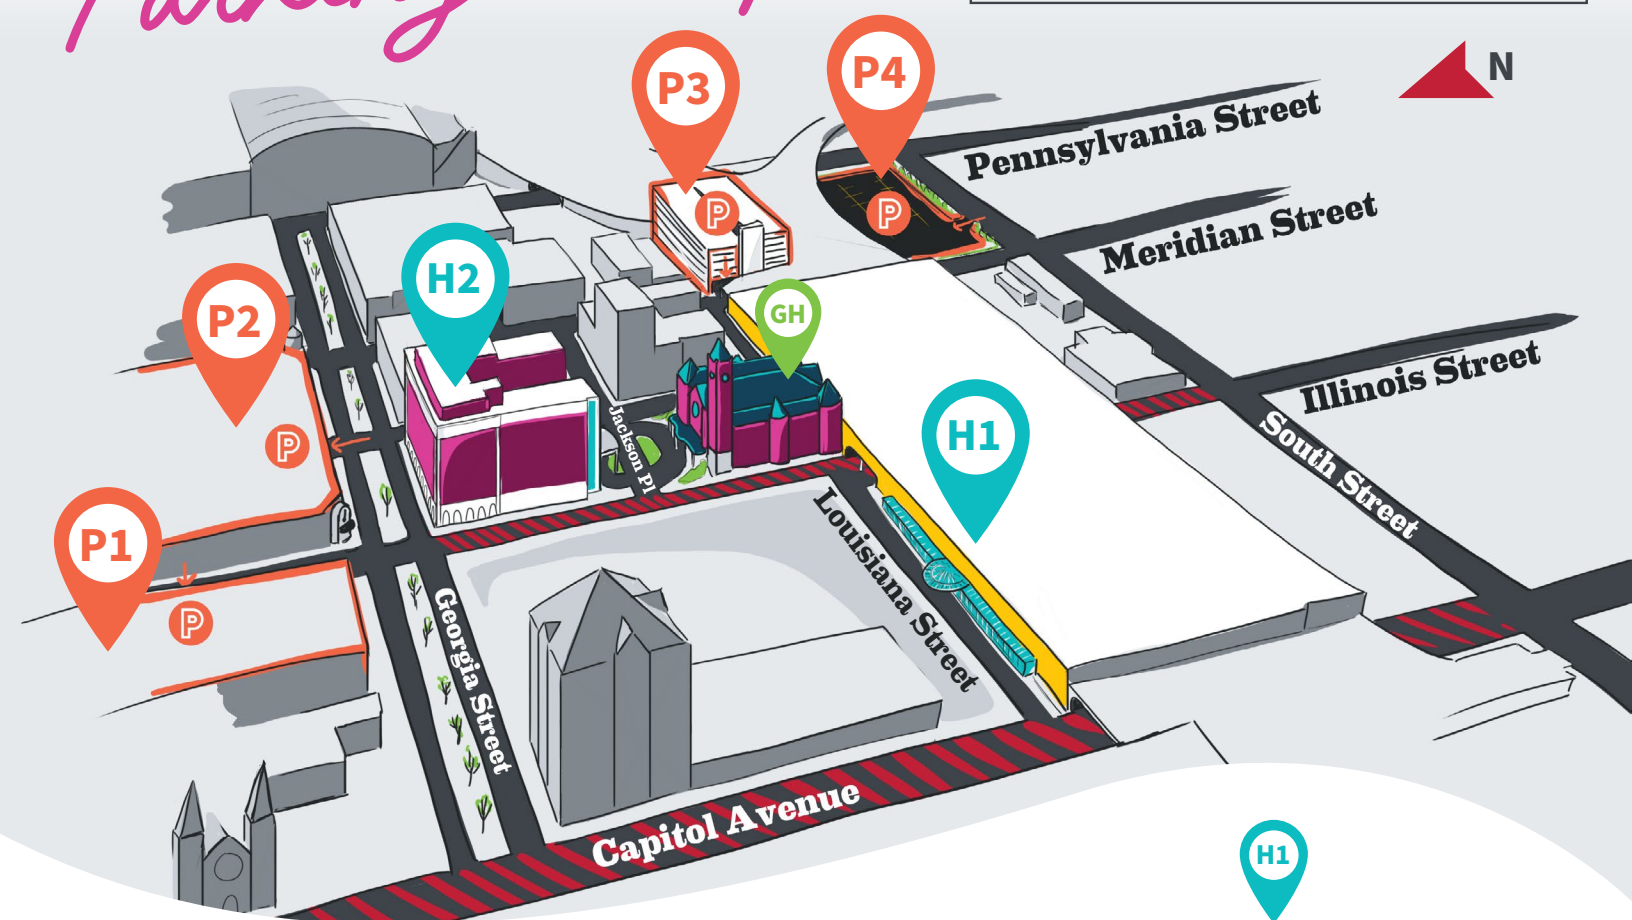 Parking
N
P3
P4
Pennsylvania Street
Meridian Street
P
P
H2
P2
GH
Illinois Street
Jackson Pl
H1
South Street
P
P1
Louisiana Street
P
Georgia Street
Capitol Avenue
H1